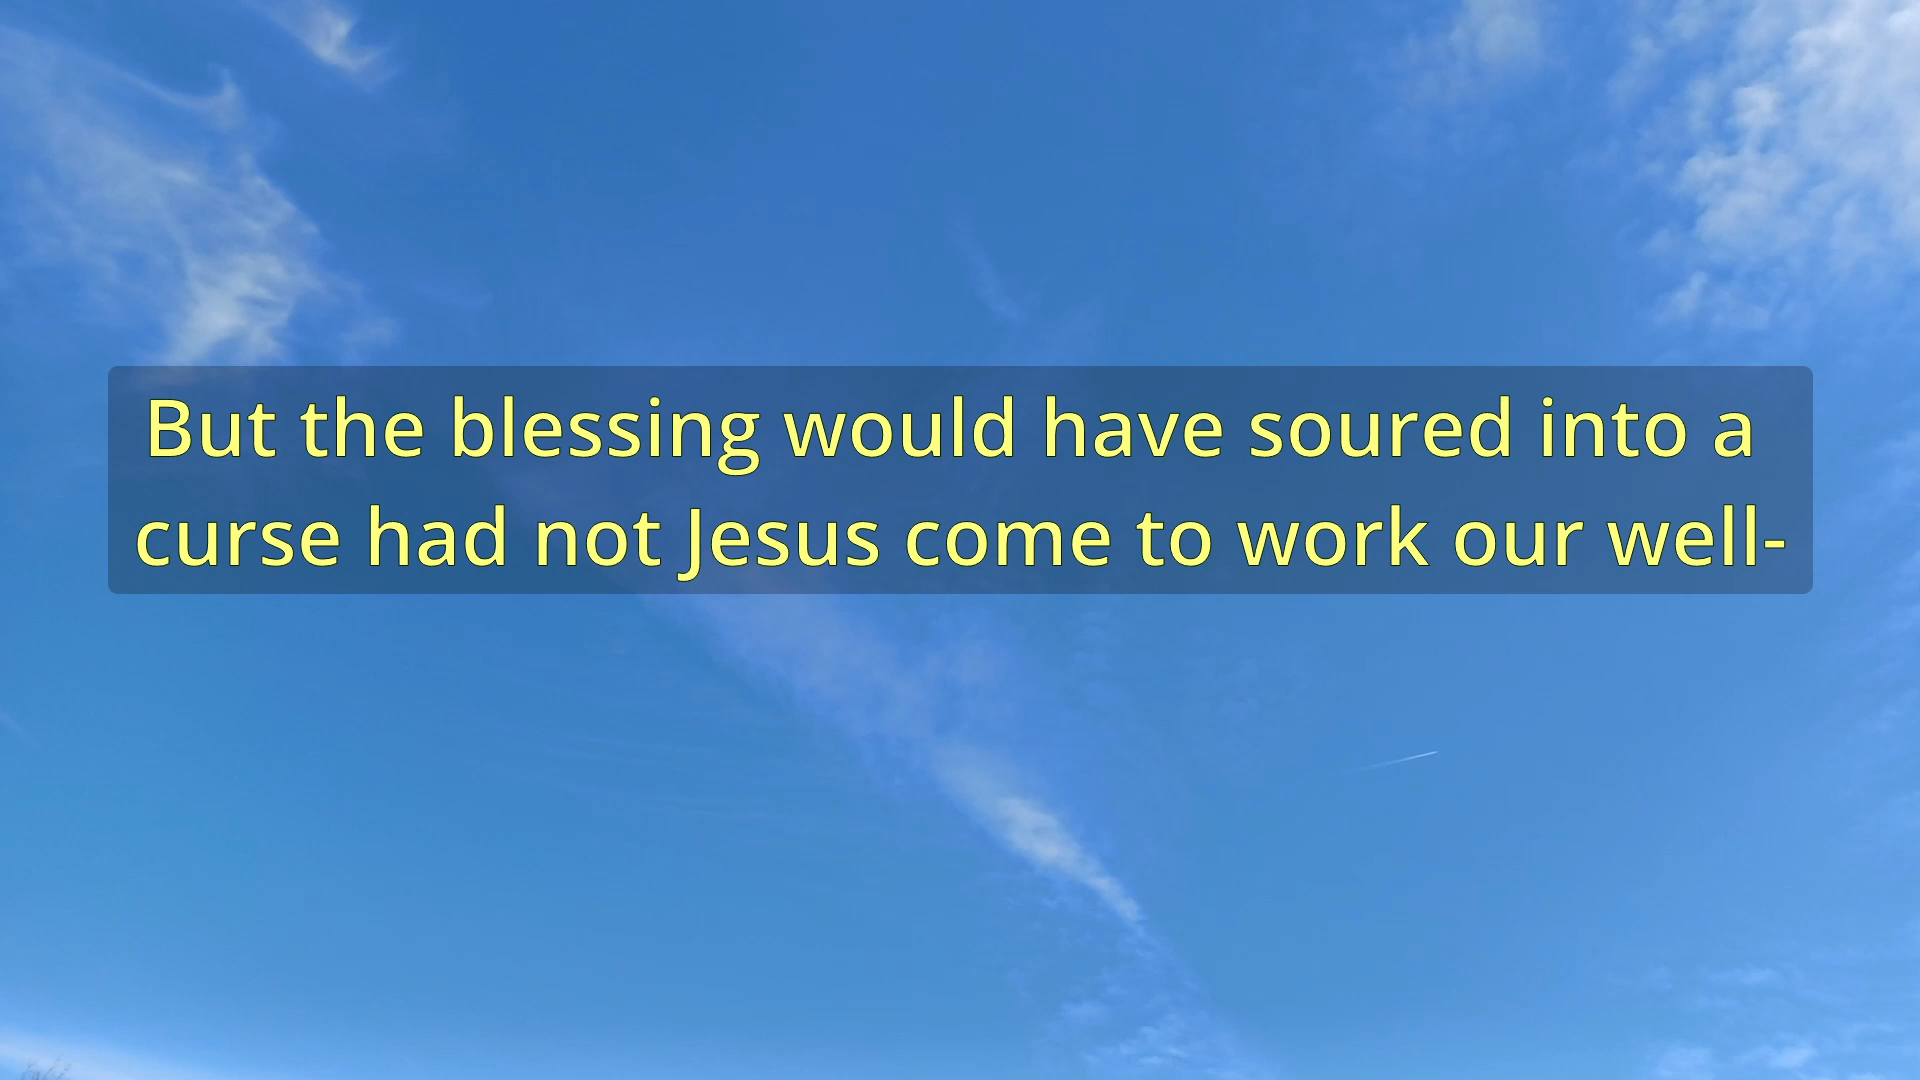 But the blessing would have soured into a
curse had not Jesus come to work our well-